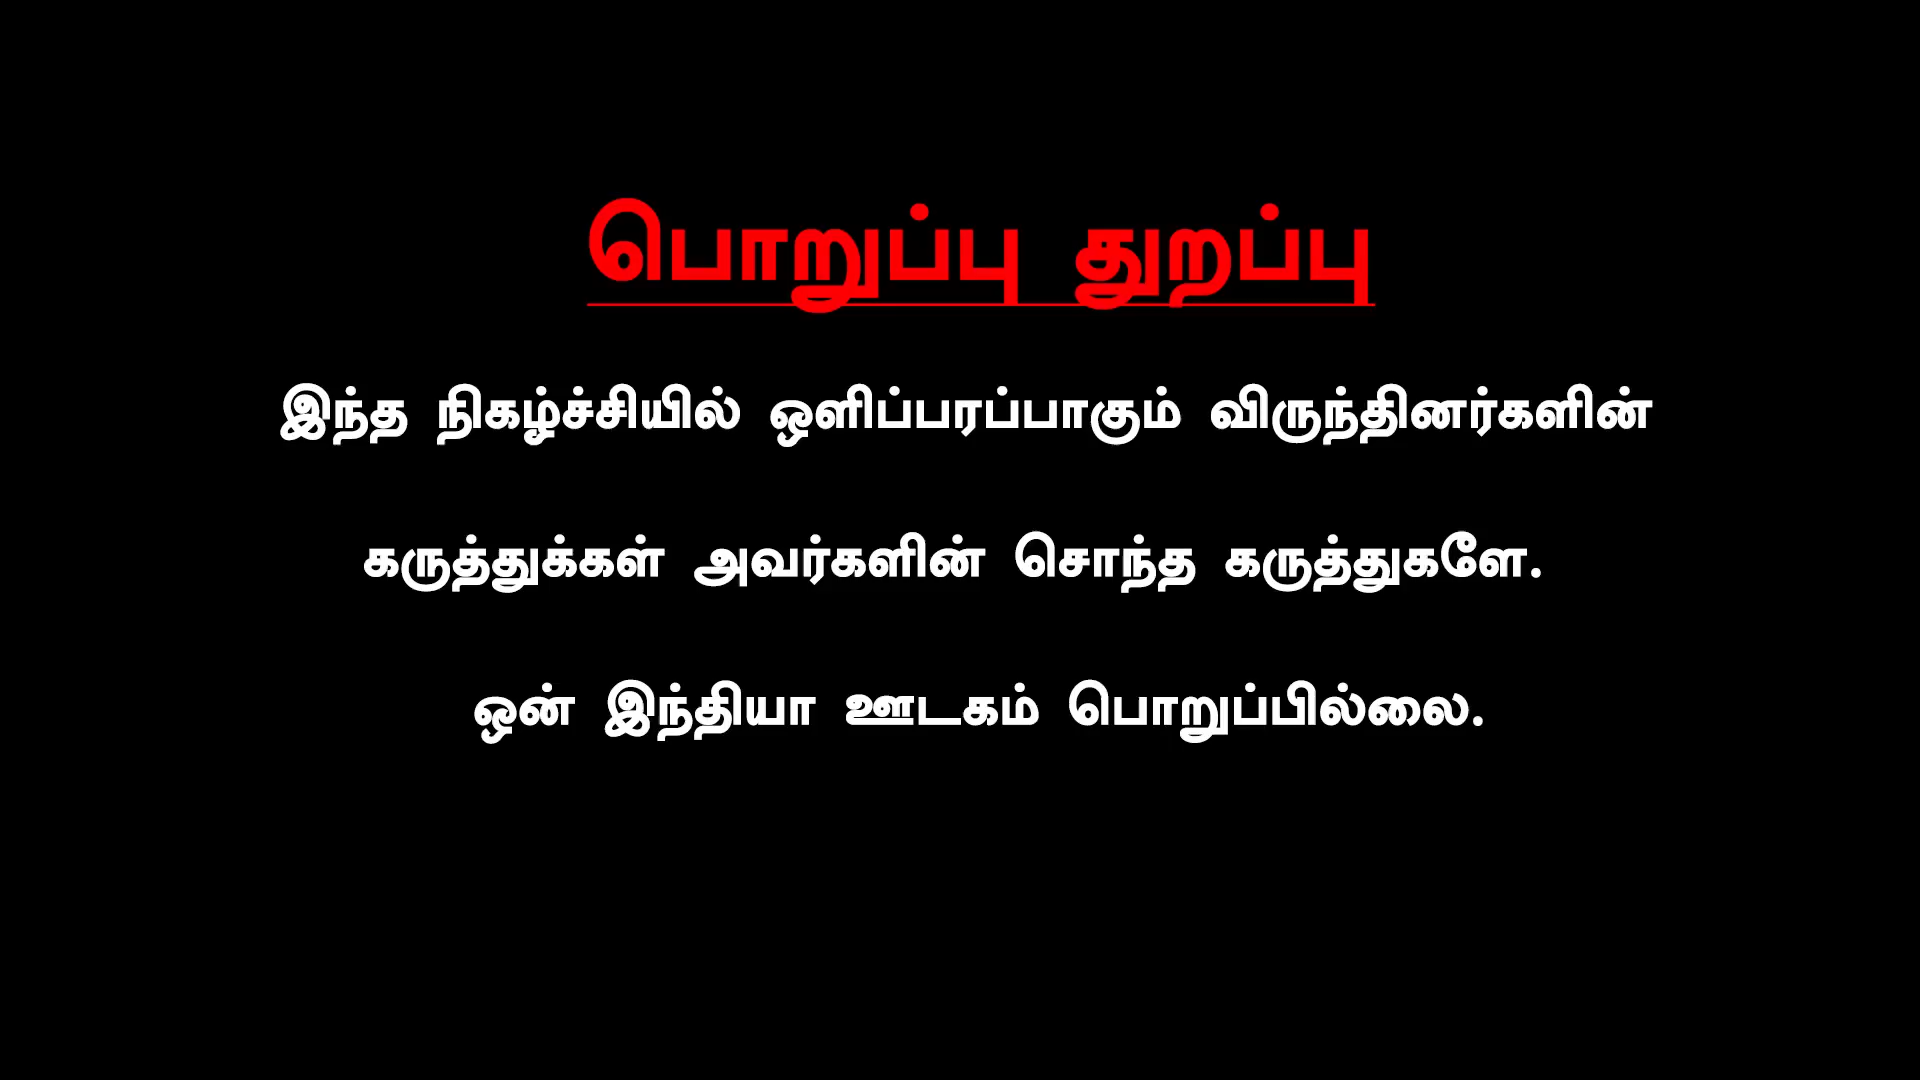 பொறுப்பு துறப்பு
இந்த நிகழ்ச்சியில் ஒளிப்பரப்பாகும் விருந்தினர்களின்
கருத்துக்கள் அவர்களின் சொந்த கருத்துகளே.
ஒன் இந்தியா ஊடகம் பொறுப்பில்லை.